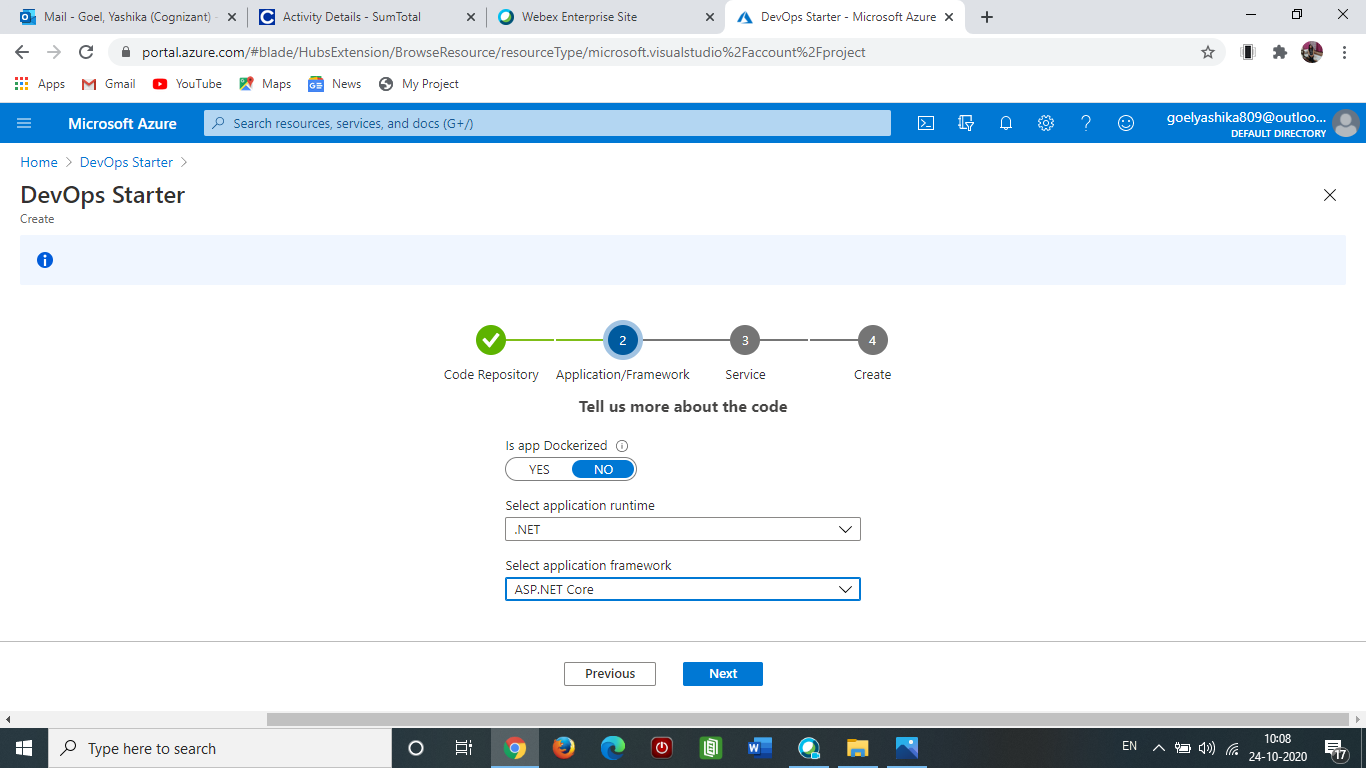 Mail - Goel, Yashika (Cognizant) -
Activity Details - SumTotal
Webex Enterprise Site
DevOps Starter - Microsoft Azure
portal.azure.com/#blade/HubsExtension/BrowseResource/resourceType/microsoft.visualstudio%2Faccount%2Fproject
Apps
Gmail
YouTube
Maps
News
My Project
Microsoft Azure
Search resources, services, and docs (G+/)
goelyashika809@outloo...
DEFAULT DIRECTORY
Home > DevOps Starter >
DevOps Starter
Create
2
3
4
Code Repository
Application/Framework
Service
Create
Tell us more about the code
Is app Dockerized
YES
NO
Select application runtime
.NET
Select application framework
ASP.NET Core
Previous
Next
Type here to search
EN
10:08
24-10-2020
17